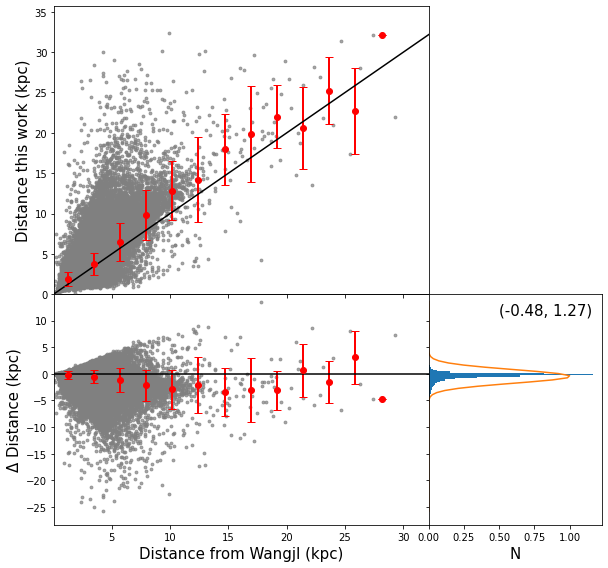 35
30
25
20
15
10
5
0
Distance this work (kpc)
(-0.48, 1.27)
10
5
0
−5
−10
−15
−20
−25
Δ Distance (kpc)
5 10 15 20 25 30
0.00 0.25 0.50 0.75 1.00
Distance from WangJl (kpc)
N